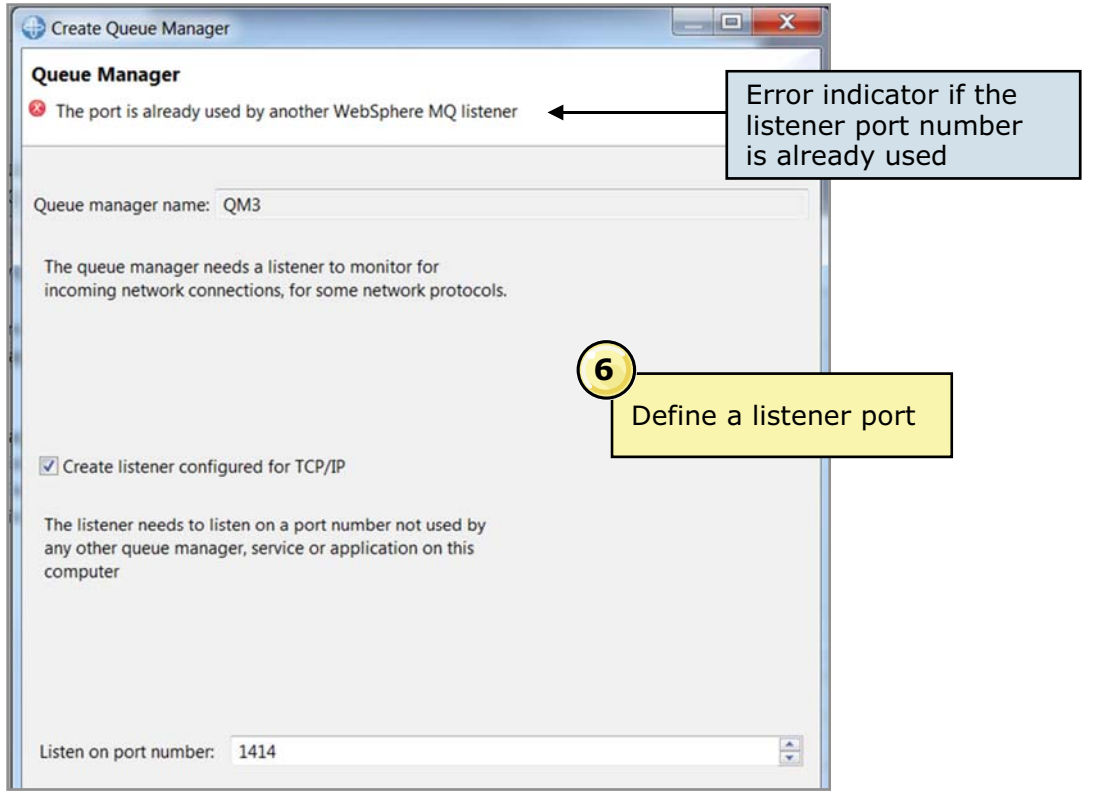 Create Queue Manager
Queue Manager
The port is already used by another WebSphere MQ listener
Error indicator if the
listener port number
is already used
Queue manager name: QM3
The queue manager needs a listener to monitor for
incoming network connections, for some network protocols.
6
Define a listener port
Create listener configured for TCP/IP
The listener needs to listen on a port number not used by
any other queue manager, service or application on this
computer
Listen on port number: 1414